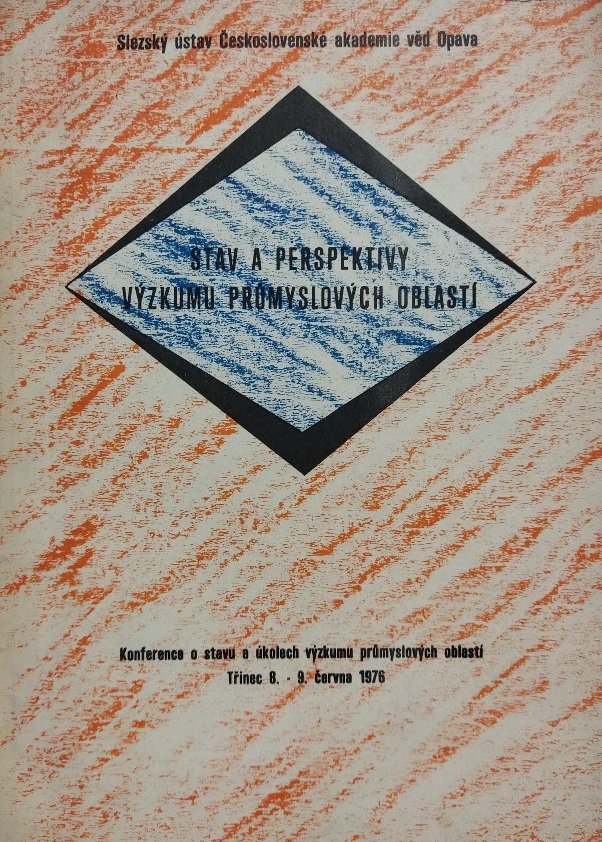 Slezský ústav Československé akademie věd Opava
STAV A PERSPEKTIVY
VÝZKUMU PRŮMYSLOVÝCH OBLASTÍ
Konference o stavu a úkolech výzkumu průmyslových oblastí
Třinec 8. - 9. června 1976